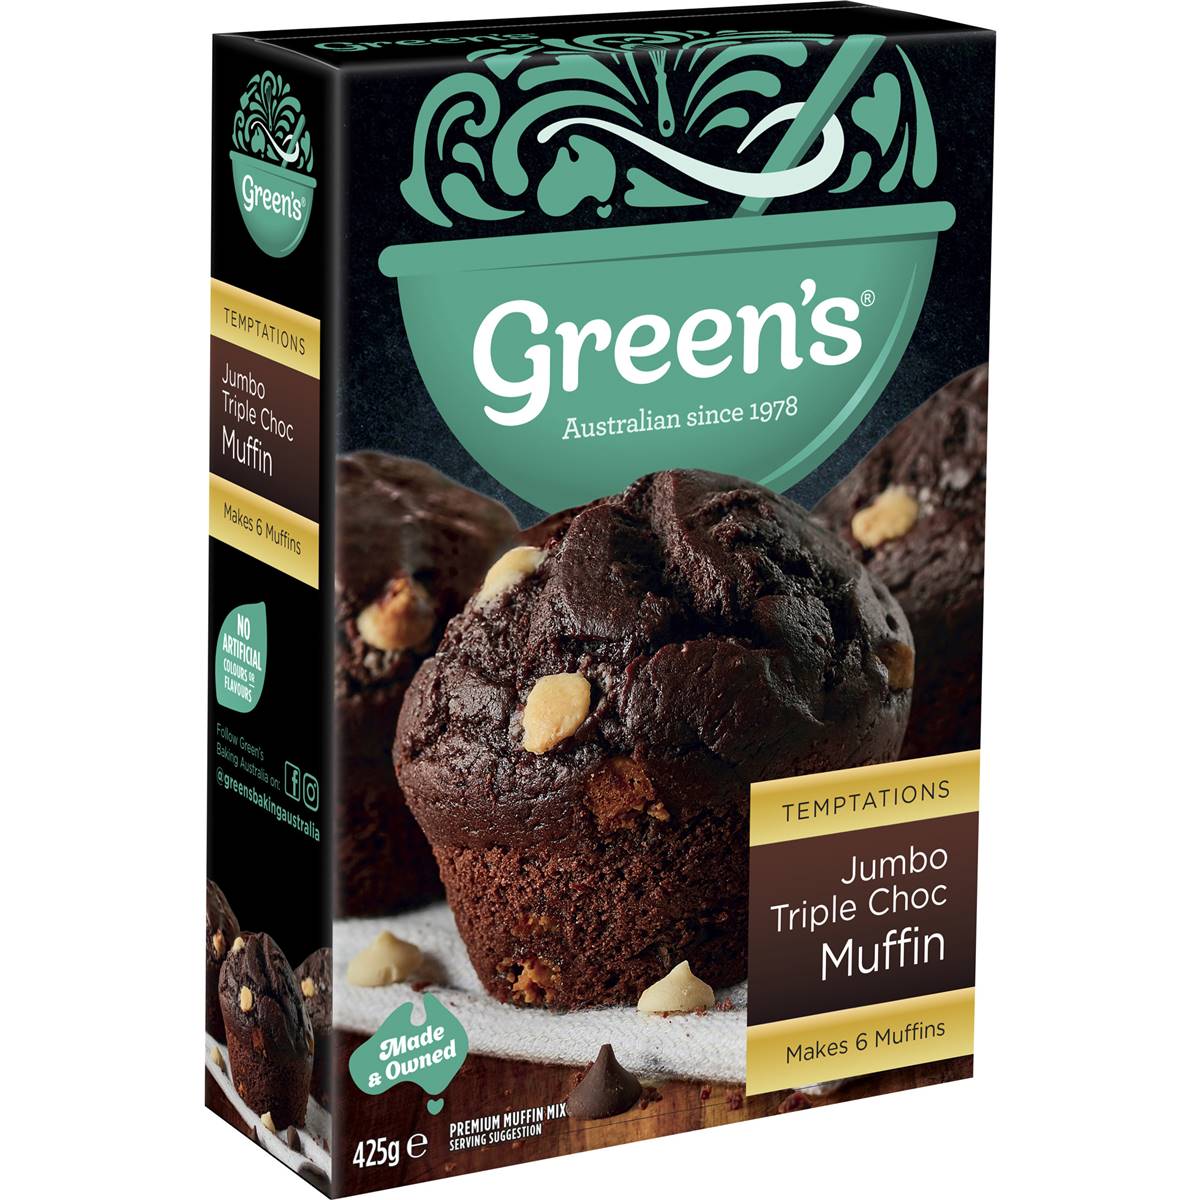 Green's
Green's®
TEMPTATIONS
Jumbo
Triple Choc
Muffin
Makes 6 Muffins
NO
ARTIFICIAL
COLOURS OR
FLAVOURS
Follow Green's
Baking Australia on:
@greensbakingaustralia
Green's®
Australian since 1978
TEMPTATIONS
Jumbo
Triple Choc
Muffin
Makes 6 Muffins
Made
& Owned
425g e
PREMIUM MUFFIN MIX
SERVING SUGGESTION